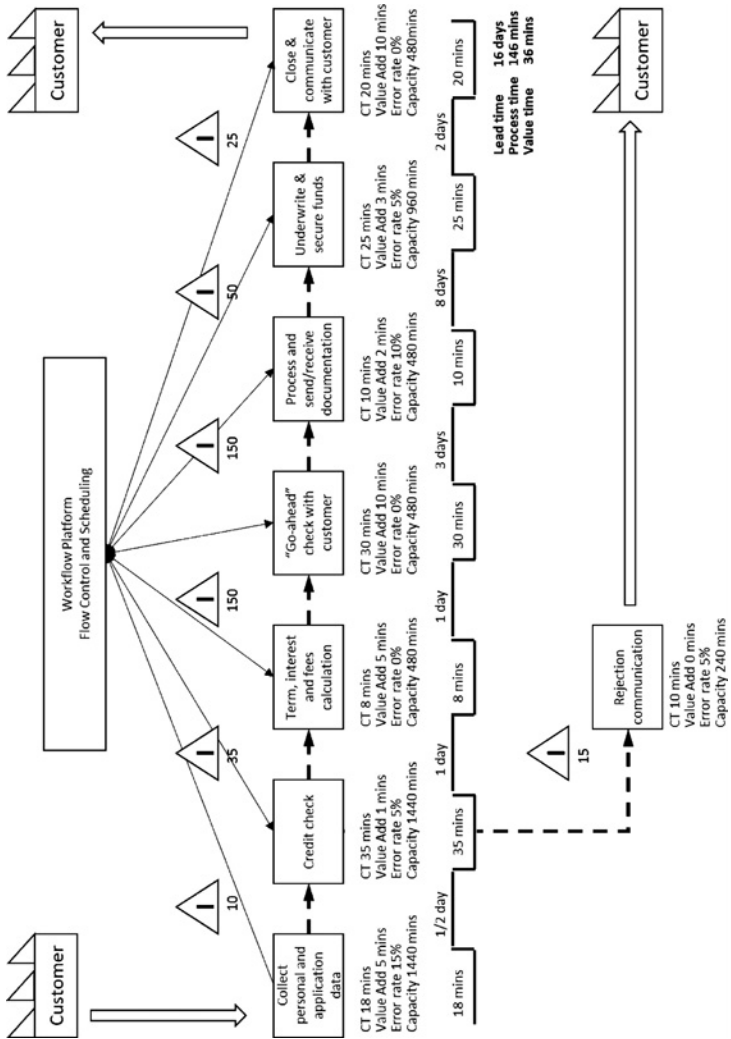 Customer
Workflow Platform
Flow Control and Scheduling
Customer
I
10
I
35
I
150
I
150
I
50
I
25
Collect
personal and
application
data
CT 18 mins
Value Add 5 mins
Error rate 15%
Capacity 1440 mins
Credit check
CT 35 mins
Value Add 1 mins
Error rate 5%
Capacity 1440 mins
Term, interest
and fees
calculation
CT 8 mins
Value Add 5 mins
Error rate 0%
Capacity 480 mins
"Go-ahead"
check with
customer
CT 30 mins
Value Add 10 mins
Error rate 0%
Capacity 480 mins
Process and
send/receive
documentation
CT 10 mins
Value Add 2 mins
Error rate 10%
Capacity 480 mins
Underwrite &
secure funds
CT 25 mins
Value Add 3 mins
Error rate 5%
Capacity 960 mins
Close &
communicate
with customer
CT 20 mins
Value Add 10 mins
Error rate 0%
Capacity 480mins
18 mins
1/2 day
35 mins
1 day
8 mins
1 day
30 mins
3 days
10 mins
8 days
25 mins
2 days
20 mins
Lead time 16 days
Process time 146 mins
Value time 36 mins
I
15
Rejection
communication
CT 10 mins
Value Add 0 mins
Error rate 5%
Capacity 240 mins
Customer